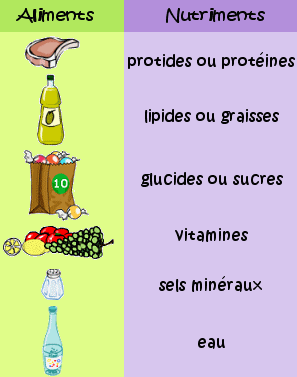 Aliments Nutriments
protides ou protéines
lipides ou graisses
10
glucides ou sucres
vitamines
sels minéraux
eau